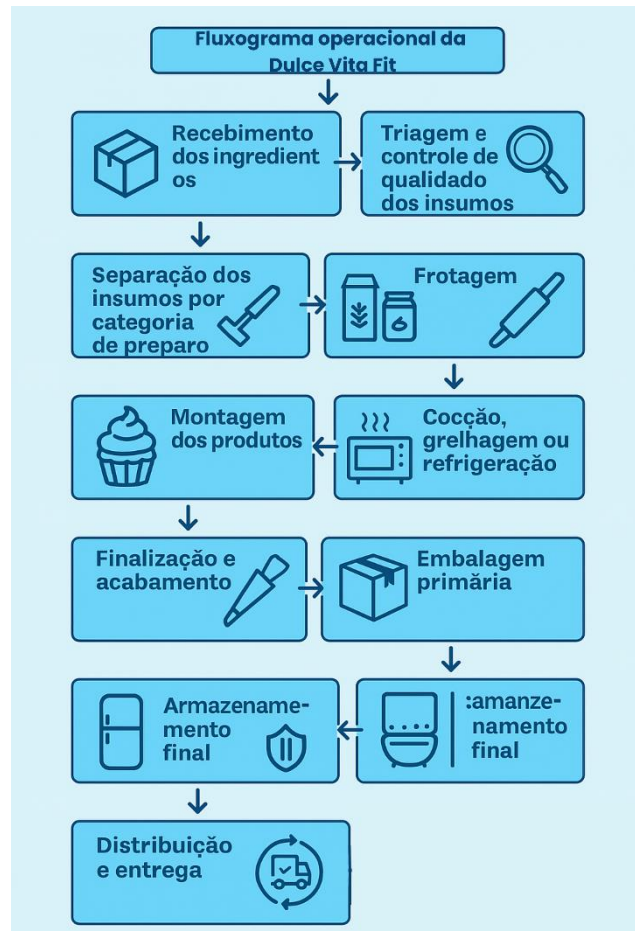 Fluxograma operacional da
Dulce Vita Fit
Recebimento
dos ingredient
os
Triagem e
controle de
qualidado
dos insumos
Separação dos
insumos por
categoria
de preparo
Frotagem
Cocção,
grelhagem ou
refrigeração
Montagem
dos produtos
Finalização e
acabamento
Embalagem
primária
:amanze-
namento
final
Armazename-
mento
final
Distribuição
e entrega